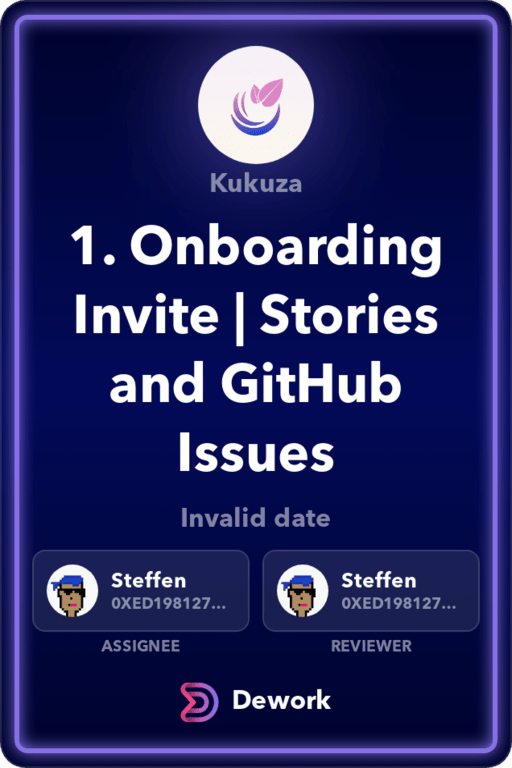 Kukuza
1. Onboarding
Invite | Stories
and GitHub
Issues
Invalid date
Steffen
0XED198127...
ASSIGNEE
Steffen
0XED198127...
REVIEWER
Dework